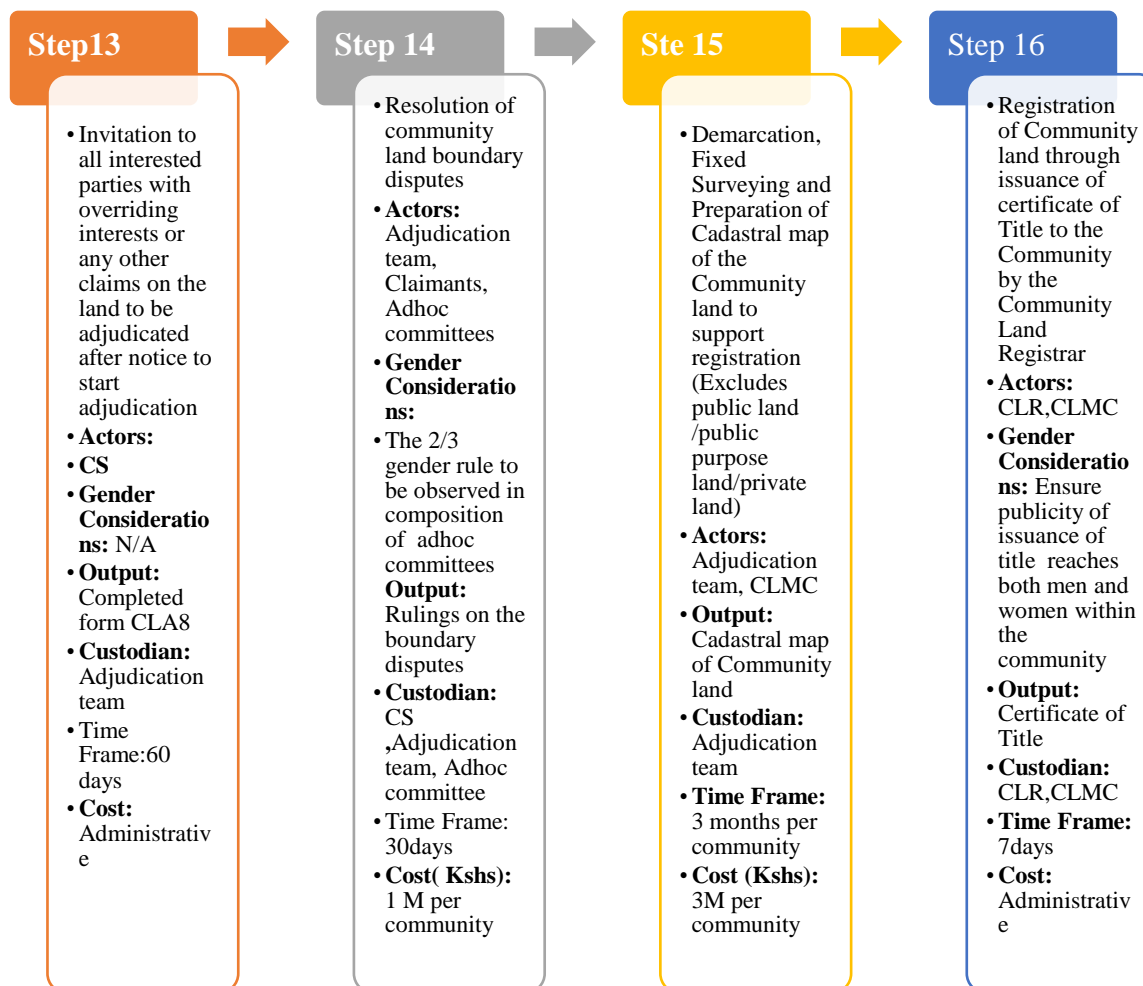 Step13
• Invitation to
all interested
parties with
overriding
interests or
any other
claims on the
land to be
adjudicated
after notice to
start
adjudication
• Actors:
• CS
• Gender
Consideratio
ns: N/A
• Output:
Completed
form CLA8
• Custodian:
Adjudication
team
• Time
Frame:60
days
• Cost:
Administrativ
e
Step 14
• Resolution of
community
land boundary
disputes
• Actors:
Adjudication
team,
Claimants,
Adhoc
committees
• Gender
Consideratio
ns:
• The 2/3
gender rule to
be observed in
composition
of adhoc
committees
Output:
Rulings on the
boundary
disputes
• Custodian:
CS
,Adjudication
team, Adhoc
committee
• Time Frame:
30days
• Cost( Kshs):
1 M per
community
Ste 15
• Demarcation,
Fixed
Surveying and
Preparation of
Cadastral map
of the
Community
land to
support
registration
(Excludes
public land
/public
purpose
land/private
land)
• Actors:
Adjudication
team, CLMC
• Output:
Cadastral map
of Community
land
• Custodian:
Adjudication
team
• Time Frame:
3 months per
community
• Cost (Kshs):
3M per
community
Step 16
• Registration
of Community
land through
issuance of
certificate of
Title to the
Community
by the
Community
Land
Registrar
• Actors:
CLR,CLMC
• Gender
Consideratio
ns: Ensure
publicity of
issuance of
title reaches
both men and
women within
the
community
• Output:
Certificate of
Title
• Custodian:
CLR,CLMC
• Time Frame:
7days
• Cost:
Administrativ
e